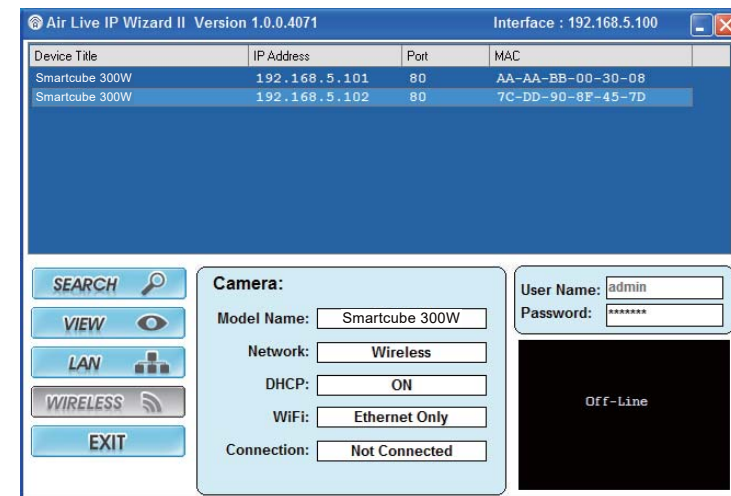 Air Live IP Wizard II Version 1.0.0.4071 Interface : 192.168.5.100
Device Title IP Address Port MAC
Smartcube 300W 192.168.5.101 80 AA-AA-BB-00-30-08
Smartcube 300W 192.168.5.102 80 7C-DD-90-8F-45-7D
SEARCH
VIEW
LAN
WIRELESS
EXIT
Camera:
Model Name: Smartcube 300W
Network: Wireless
DHCP: ON
WiFi: Ethernet Only
Connection: Not Connected
User Name: admin
Password: *******
Off-Line